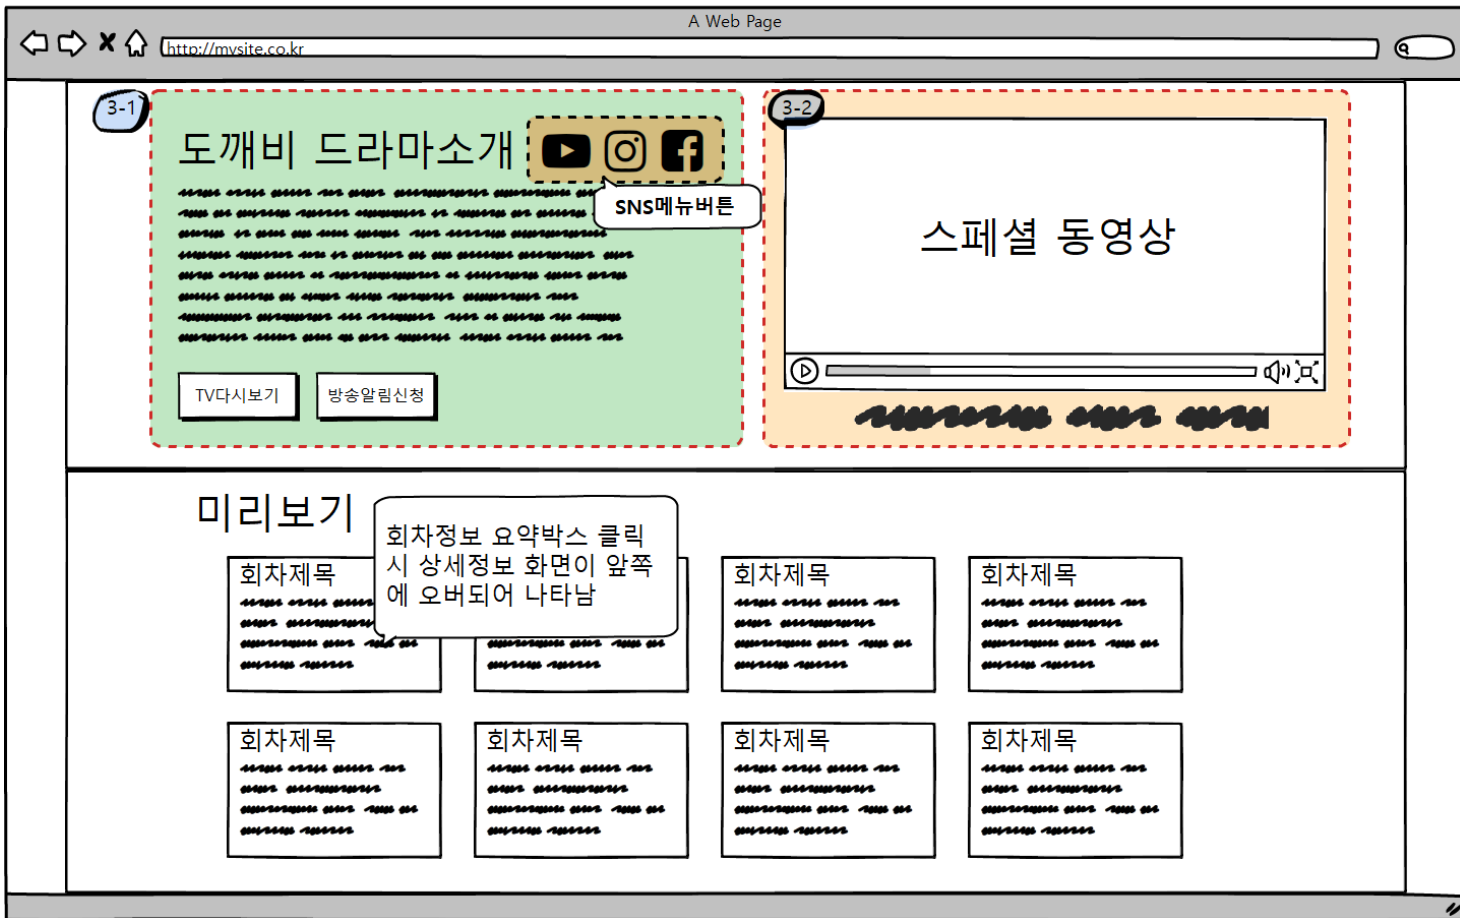 A Web Page
http://mysite.co.kr
3-1
도깨비 드라마소개
SNS메뉴버튼
TV다시보기
방송알림신청
3-2
스페셜 동영상
미리보기
회차정보 요약박스 클릭
시 상세정보 화면이 앞쪽
에 오버되어 나타남
회차제목
회차제목
회차제목
회차제목
회차제목
회차제목
회차제목